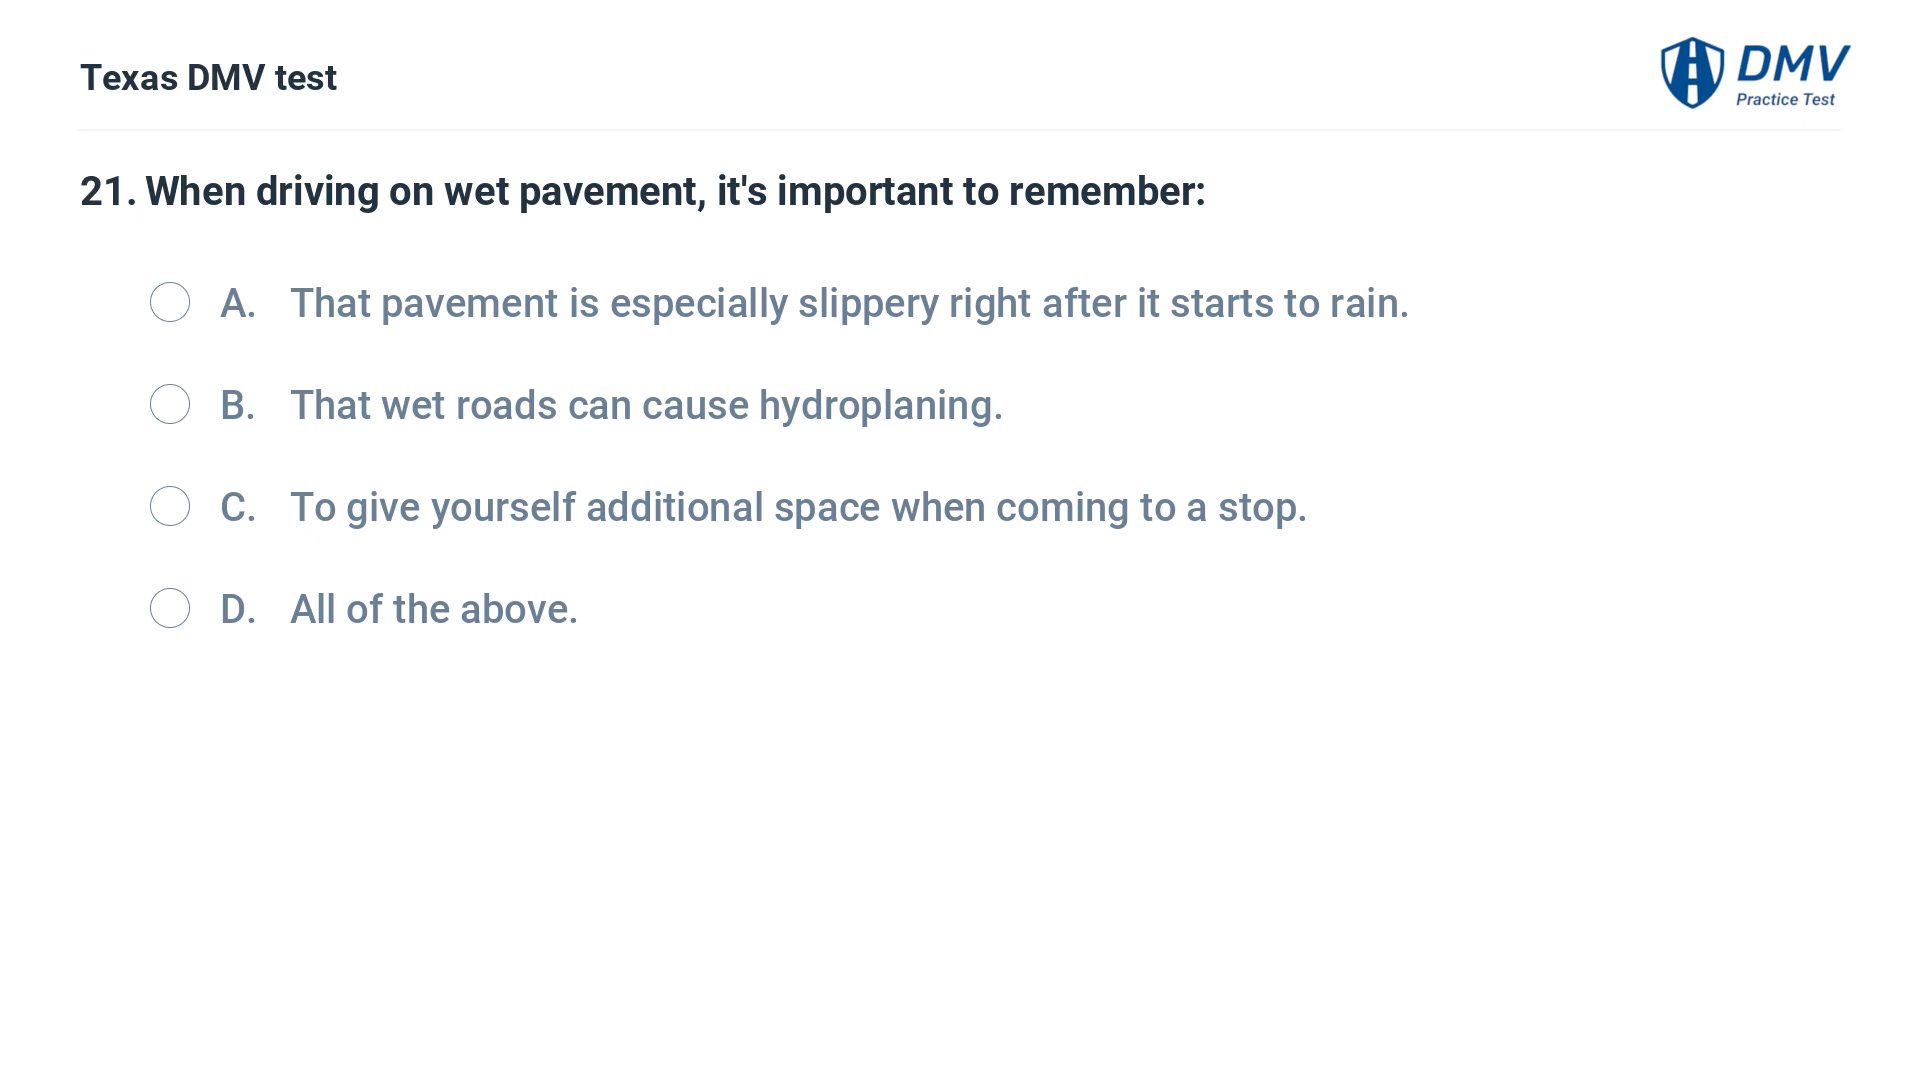 Texas DMV test
DMV
Practice Test
21. When driving on wet pavement, it's important to remember:
A. That pavement is especially slippery right after it starts to rain.
B. That wet roads can cause hydroplaning.
C. To give yourself additional space when coming to a stop.
D. All of the above.